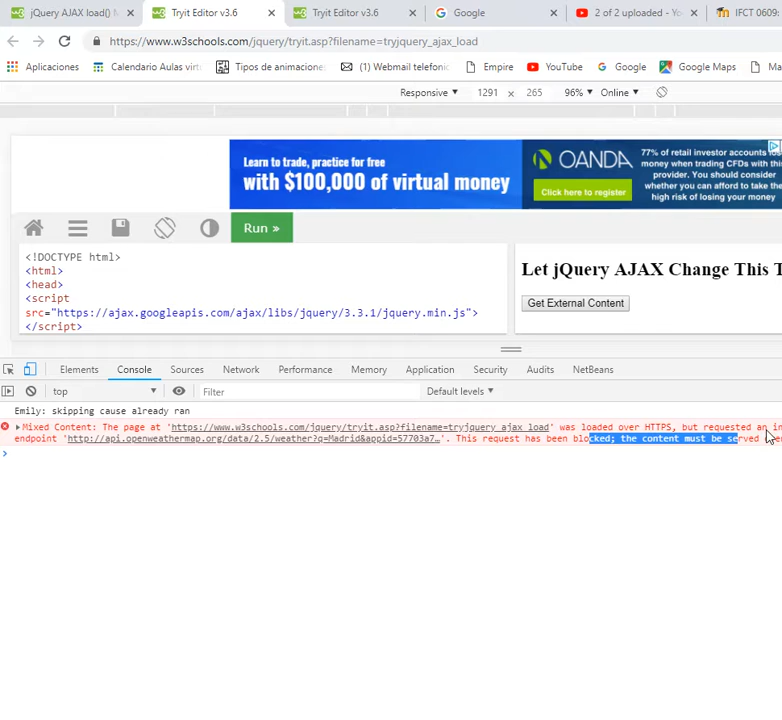 jQuery AJAX load() M
Tryit Editor v3.6
Tryit Editor v3.6
Google
2 of 2 uploaded - You
IFCT 0609:
https://www.w3schools.com/jquery/tryit.asp?filename=tryjquery_ajax_load
Aplicaciones
Calendario Aulas virt
Tipos de animacione
(1) Webmail telefonic
Empire
YouTube
Google
Google Maps
Ma
Responsive
1291 x 265
96%
Online
Learn to trade, practice for free
with $100,000 of virtual money
OANDA
Click here to register
77% of retail investor accounts los
money when trading CFDs with this
provider. You should consider
whether you can afford to take the
high risk of losing your money
Run »
<!DOCTYPE html>
<html>
<head>
<script
src="https://ajax.googleapis.com/ajax/libs/jquery/3.3.1/jquery.min.js">
</script>
Let jQuery AJAX Change This T
Get External Content
Elements
Console
Sources
Network
Performance
Memory
Application
Security
Audits
NetBeans
top
Filter
Default levels
Emily: skipping cause already ran
Mixed Content: The page at 'https://www.w3schools.com/jquery/tryit.asp?filename=tryjquery_ajax_load' was loaded over HTTPS, but requested an in
endpoint 'http://api.openweathermap.org/data/2.5/weather?q=Madrid&appid=57703a7…'. This request has been blocked; the content must be served